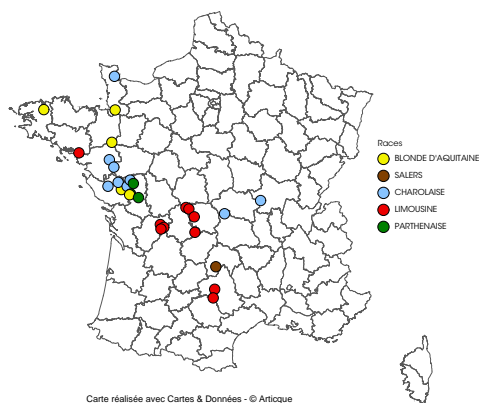 Races
BLONDE D'AQUITAINE
SALERS
CHAROLAISE
LIMOUSINE
PARTHENAISE
Carte réalisée avec Cartes & Données - © Articque